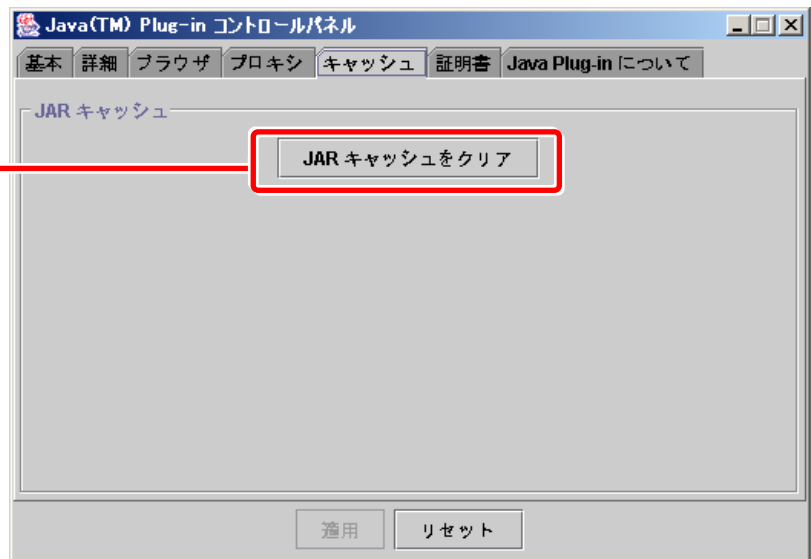 Java(TM) Plug-in コントロールパネル
基本 詳細 ブラウザ プロキシ キャッシュ 証明書 Java Plug-in について
JAR キャッシュ
JAR キャッシュをクリア
適用 リセット